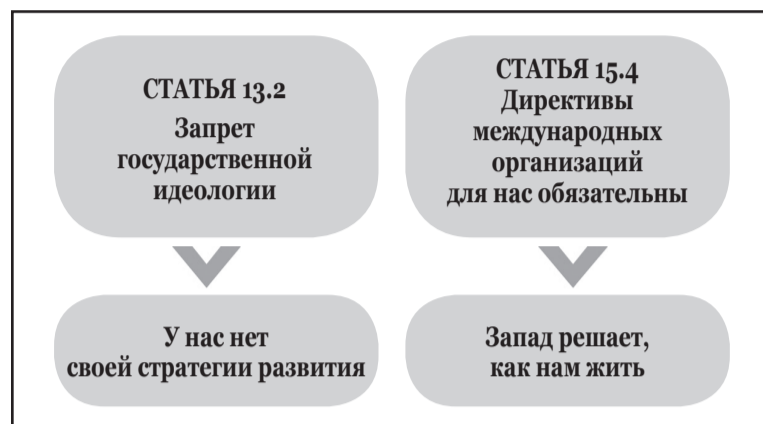 СТАТЬЯ 13.2
Запрет
государственной
идеологии
СТАТЬЯ 15.4
Директивы
международных
организаций
для нас обязательны
У нас нет
своей стратегии развития
Запад решает,
как нам жить